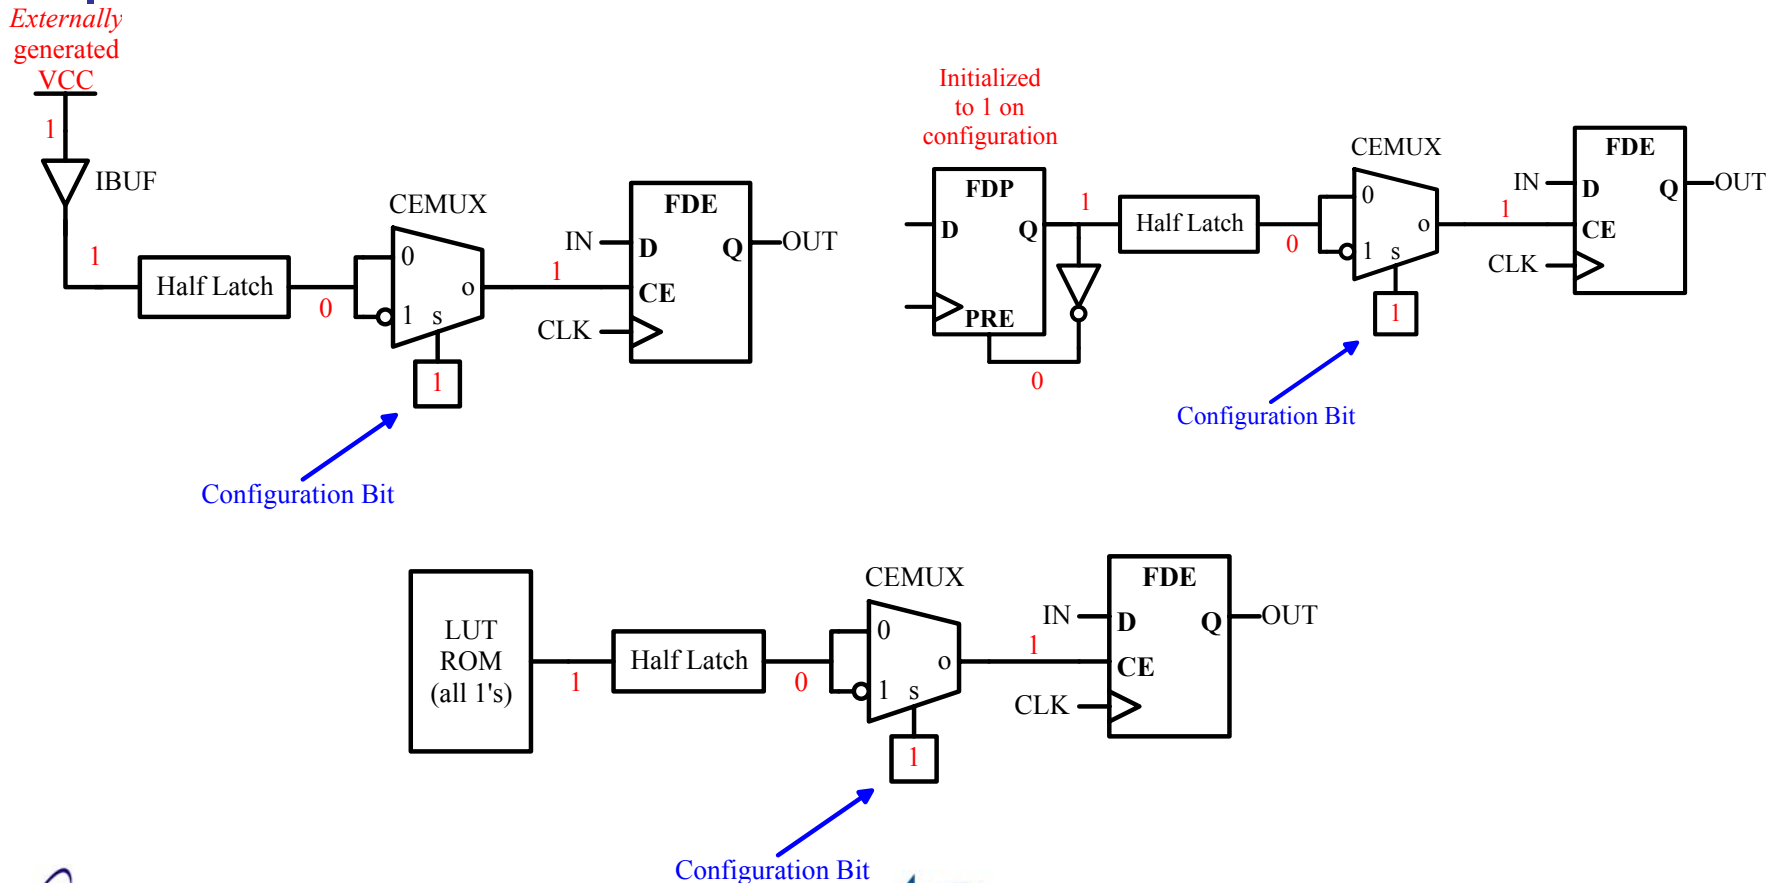 Externally
generated
VCC
1
IBUF
1
Half Latch
0
CEMUX
0
1
s
o
1
1
IN
CLK
FDE
D
Q
CE
OUT
Configuration Bit
Initialized
to 1 on
configuration
FDP
D
Q
PRE
1
0
Half Latch
0
CEMUX
0
1
s
o
1
1
IN
CLK
FDE
D
Q
CE
OUT
Configuration Bit
LUT
ROM
(all 1's)
1
Half Latch
0
CEMUX
0
1
s
o
1
1
IN
CLK
FDE
D
Q
CE
OUT
Configuration Bit